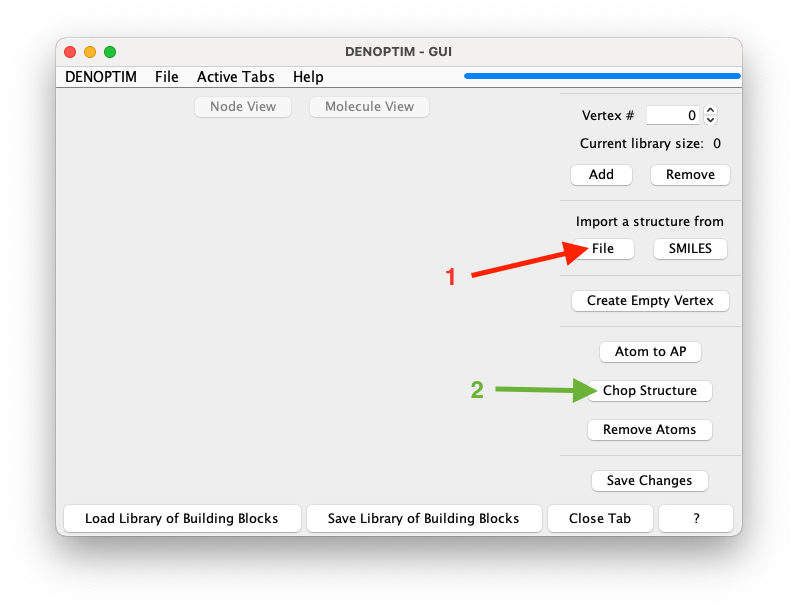 DENOPTIM - GUI
DENOPTIM File Active Tabs Help
Node View Molecule View
Vertex # 0
Current library size: 0
Add Remove
Import a structure from
File SMILES
1
Create Empty Vertex
Atom to AP
2 Chop Structure
Remove Atoms
Save Changes
Load Library of Building Blocks Save Library of Building Blocks Close Tab ?